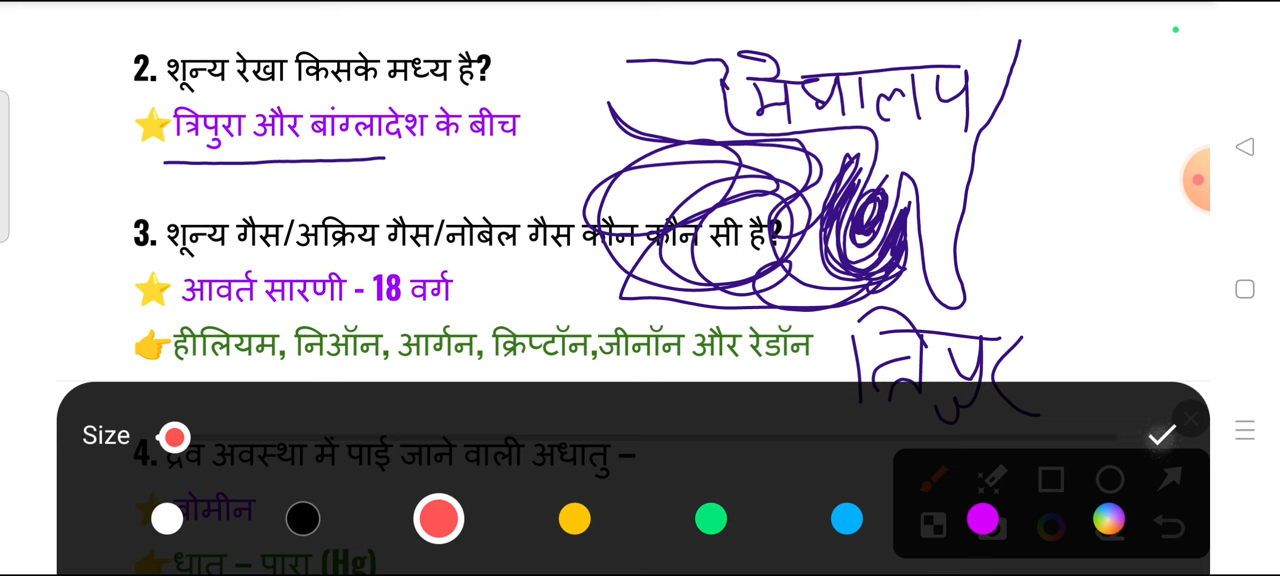 2. शून्य रेखा किसके मध्य है?
⭐त्रिपुरा और बांग्लादेश के बीच
मेघालय
3. शून्य गैस/अक्रिय गैस/नोबेल गैस कौन कौन सी है?
⭐ आवर्त सारणी - 18 वर्ग
👉हीलियम, निऑन, आर्गन, क्रिप्टॉन,जीनॉन और रेडॉन
Size
4. द्रव अवस्था में पाई जाने वाली अधातु –
👉धातु – पारा (Hg)